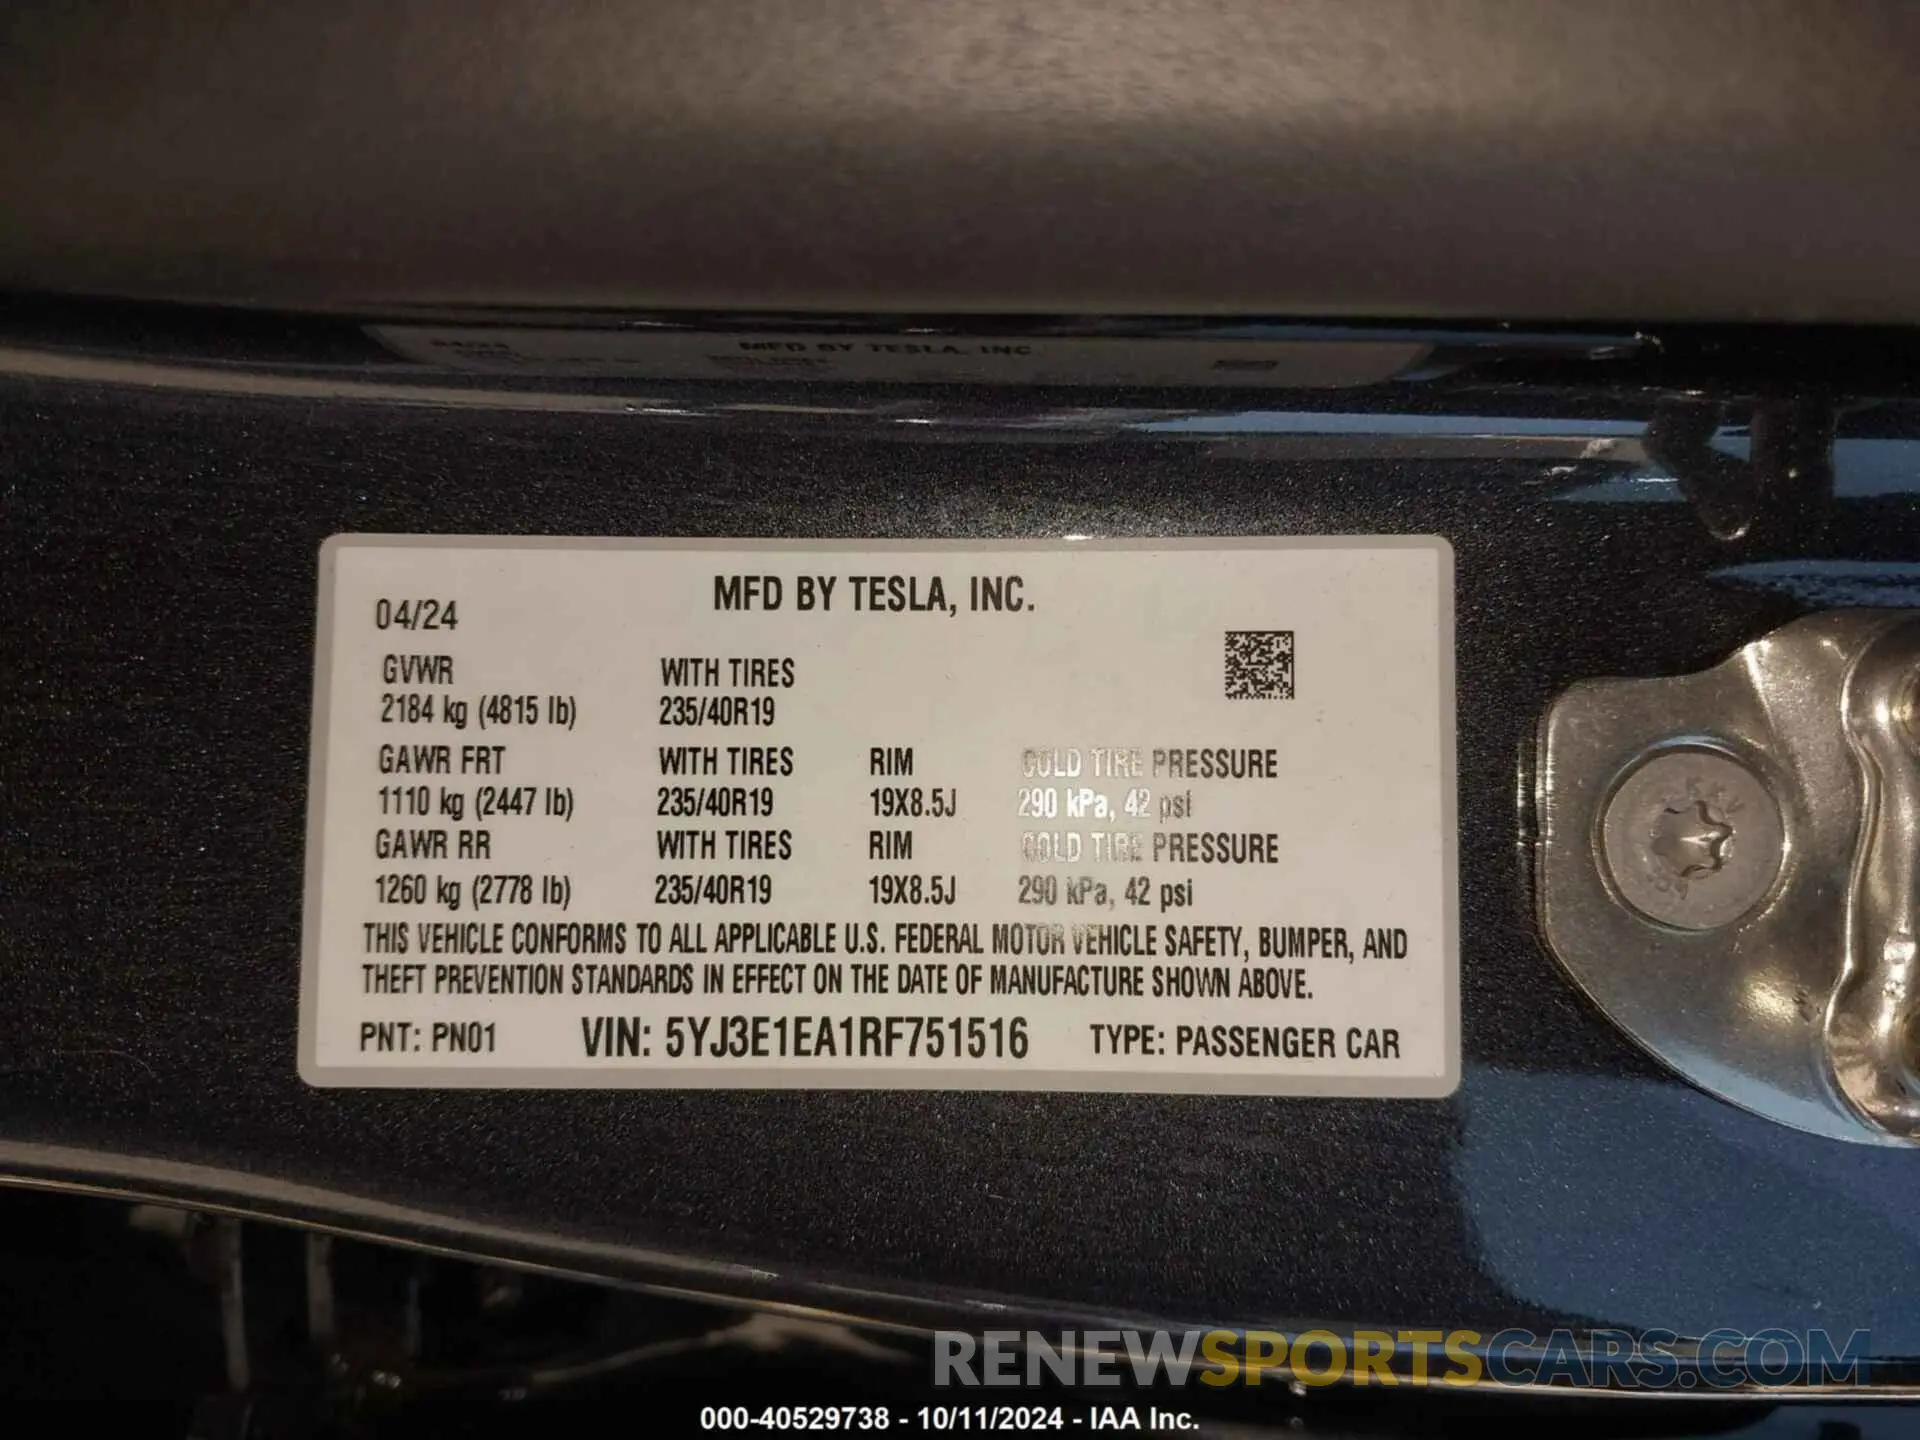 MFD BY TESLA, INC
MFD BY TESLA, INC.
04/24
GVWR WITH TIRES
2184 kg (4815 lb) 235/40R19
GAWR FRT WITH TIRES RIM COLD TIRE PRESSURE
1110 kg (2447 lb) 235/40R19 19X8.5J 290 kPa, 42 psi
GAWR RR WITH TIRES RIM COLD TIRE PRESSURE
1260 kg (2778 lb) 235/40R19 19X8.5J 290 kPa, 42 psi
THIS VEHICLE CONFORMS TO ALL APPLICABLE U.S. FEDERAL MOTOR VEHICLE SAFETY, BUMPER, AND
THEFT PREVENTION STANDARDS IN EFFECT ON THE DATE OF MANUFACTURE SHOWN ABOVE.
PNT: PN01 VIN: 5YJ3E1EA1RF751516 TYPE: PASSENGER CAR
RENEWSPORTSCARS.COM
000-40529738 - 10/11/2024 - IAA Inc.